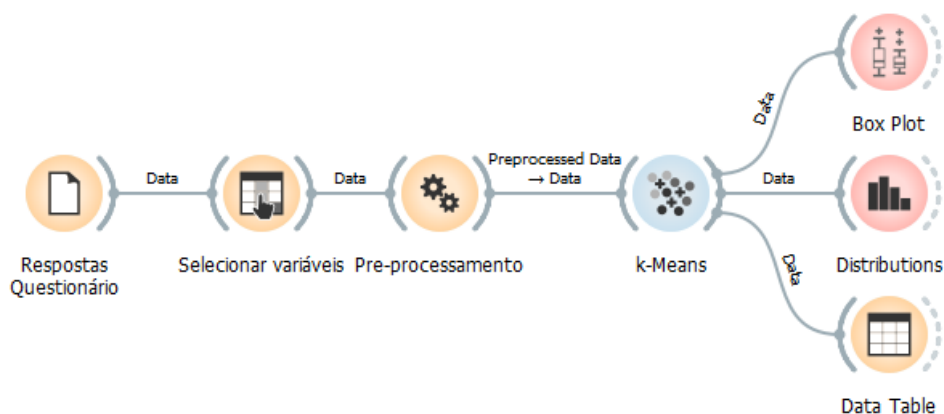 Data
Box Plot
Data
Data
Preprocessed Data
→ Data
Data
Respostas
Questionário
Selecionar variáveis
Pre-processamento
k-Means
Distributions
Data
Data Table